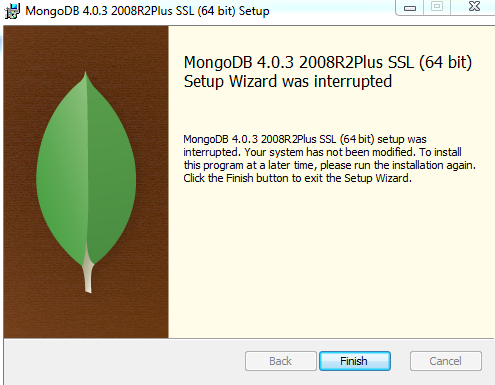 MongoDB 4.0.3 2008R2Plus SSL (64 bit) Setup
MongoDB 4.0.3 2008R2Plus SSL (64 bit)
Setup Wizard was interrupted
MongoDB 4.0.3 2008R2Plus SSL (64 bit) setup was
interrupted. Your system has not been modified. To install
this program at a later time, please run the installation again.
Click the Finish button to exit the Setup Wizard.
Back
Finish
Cancel